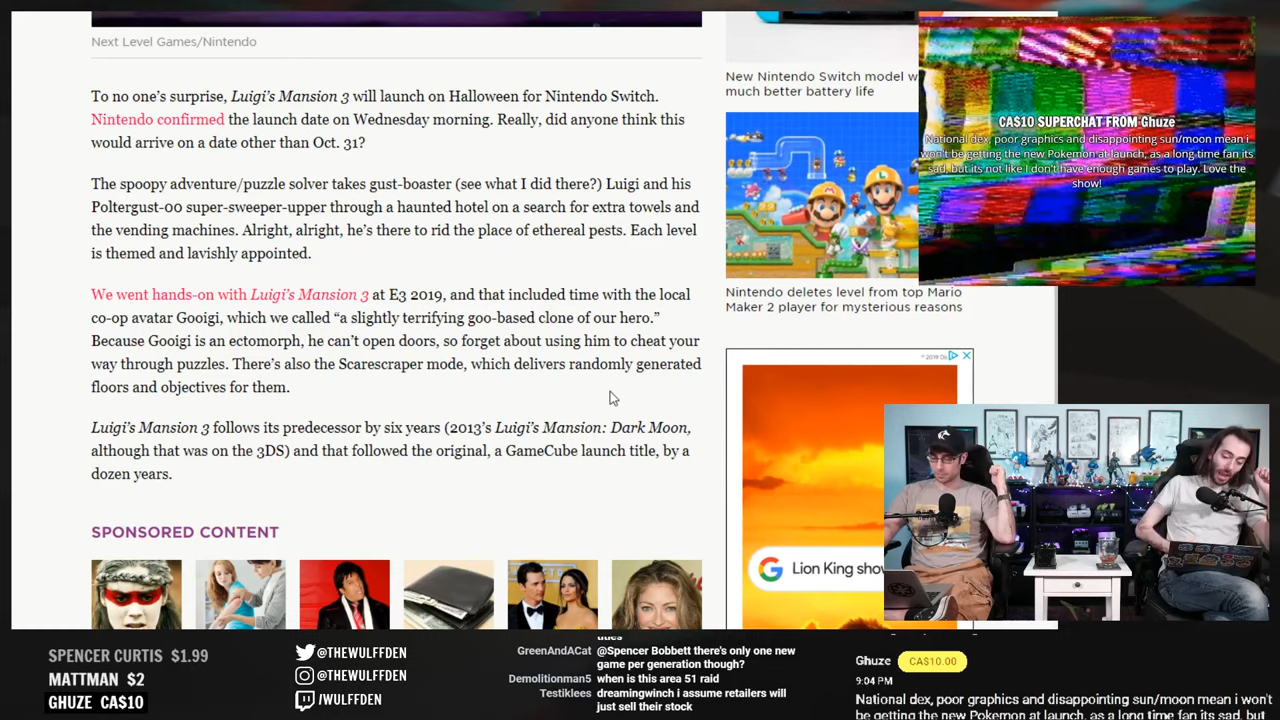 Next Level Games/Nintendo
To no one's surprise, Luigi's Mansion 3 will launch on Halloween for Nintendo Switch.
Nintendo confirmed the launch date on Wednesday morning. Really, did anyone think this
would arrive on a date other than Oct. 31?
The spoopy adventure/puzzle solver takes gust-boaster (see what I did there?) Luigi and his
Poltergust-00 super-sweeper-upper through a haunted hotel on a search for extra towels and
the vending machines. Alright, alright, he's there to rid the place of ethereal pests. Each level
is themed and lavishly appointed.
We went hands-on with Luigi's Mansion 3 at E3 2019, and that included time with the local
co-op avatar Gooigi, which we called “a slightly terrifying goo-based clone of our hero.”
Because Gooigi is an ectomorph, he can't open doors, so forget about using him to cheat your
way through puzzles. There's also the Scarescraper mode, which delivers randomly generated
floors and objectives for them.
Luigi's Mansion 3 follows its predecessor by six years (2013's Luigi's Mansion: Dark Moon,
although that was on the 3DS) and that followed the original, a GameCube launch title, by a
dozen years.
SPONSORED CONTENT
New Nintendo Switch model w
much better battery life
Nintendo deletes level from top Mario
Maker 2 player for mysterious reasons
Lion King show
CA$10 SUPERCHAT FROM Ghuze
National dex, poor graphics and disappointing sun/moon mean i
won't be getting the new Pokemon at launch, as a long time fan its
sad, but its not like I don't have enough games to play. Love the
show!
SPENCER CURTIS $1.99
MATTMAN $2
GHUZE CA$10
@THEWULFFDEN
@THEWULFFDEN
/WULFFDEN
titles
GreenAndACat @Spencer Bobbett there's only one new
game per generation though?
Demolitionman5 when is this area 51 raid
Testiklees dreamingwinch i assume retailers will
just sell their stock
Ghuze CA$10.00
9:04 PM
National dex, poor graphics and disappointing sun/moon mean i won't
be getting the new Pokemon at launch, as a long time fan its sad, but